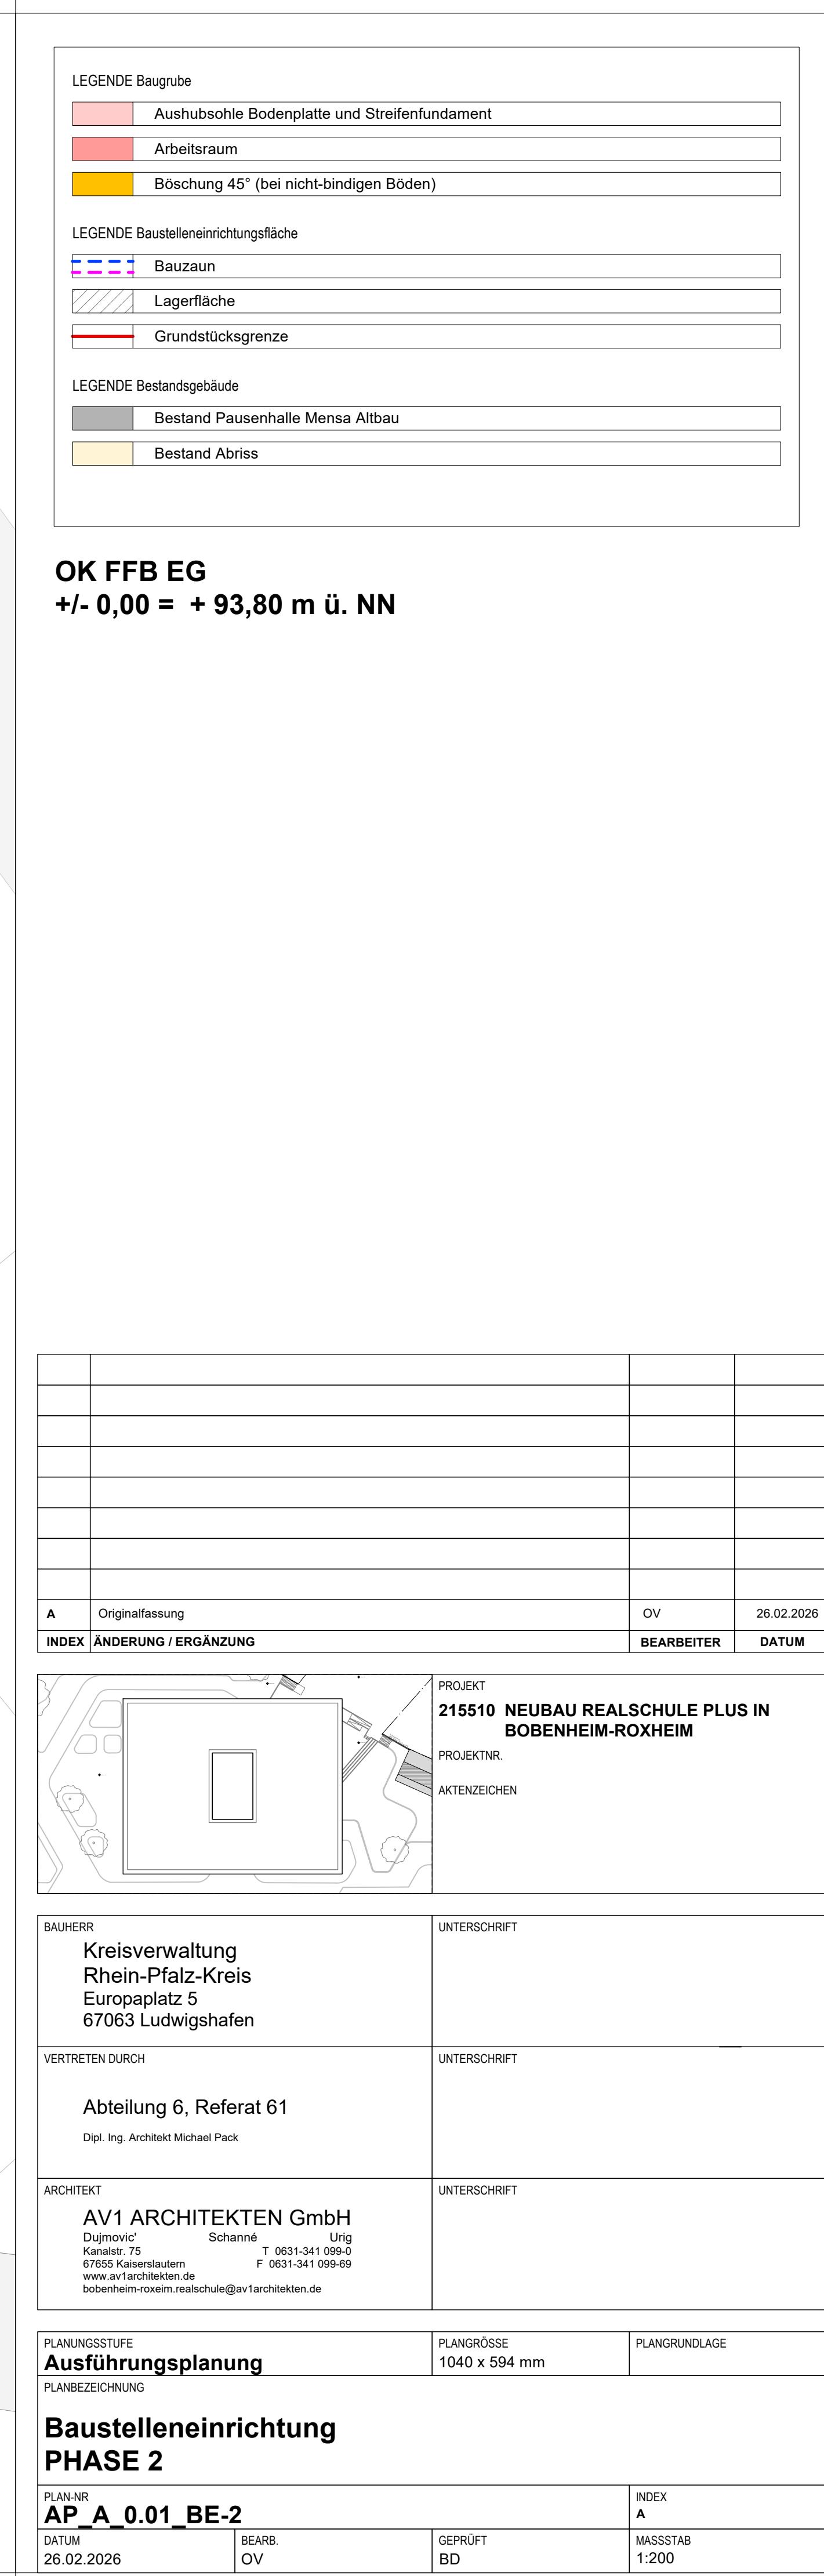 LEGENDE Baugrube
Aushubsohle Bodenplatte und Streifenfundament
Arbeitsraum
Böschung 45° (bei nicht-bindigen Böden)
LEGENDE Baustelleneinrichtungsfläche
Bauzaun
Lagerfläche
Grundstücksgrenze
LEGENDE Bestandsgebäude
Bestand Pausenhalle Mensa Altbau
Bestand Abriss
OK FFB EG
+/- 0,00 = + 93,80 m ü. NN
A Originalfassung OV 26.02.2026
INDEX ÄNDERUNG / ERGÄNZUNG BEARBEITER DATUM
PROJEKT
215510 NEUBAU REALSCHULE PLUS IN
BOBENHEIM-ROXHEIM
PROJEKTNR.
AKTENZEICHEN
BAUHERR UNTERSCHRIFT
Kreisverwaltung
Rhein-Pfalz-Kreis
Europaplatz 5
67063 Ludwigshafen
VERTRETEN DURCH UNTERSCHRIFT
Abteilung 6, Referat 61
Dipl. Ing. Architekt Michael Pack
ARCHITEKT UNTERSCHRIFT
AV1 ARCHITEKTEN GmbH
Dujmovic' Schanné Urig
Kanalstr. 75 T 0631-341 099-0
67655 Kaiserslautern F 0631-341 099-69
www.av1architekten.de
bobenheim-roxeim.realschule@av1architekten.de
PLANUNGSSTUFE PLANGRÖSSE PLANGRUNDLAGE
Ausführungsplanung 1040 x 594 mm
PLANBEZEICHNUNG
Baustelleneinrichtung
PHASE 2
PLAN-NR INDEX
AP_A_0.01_BE-2 A
DATUM BEARB. GEPRÜFT MASSSTAB
26.02.2026 OV BD 1:200